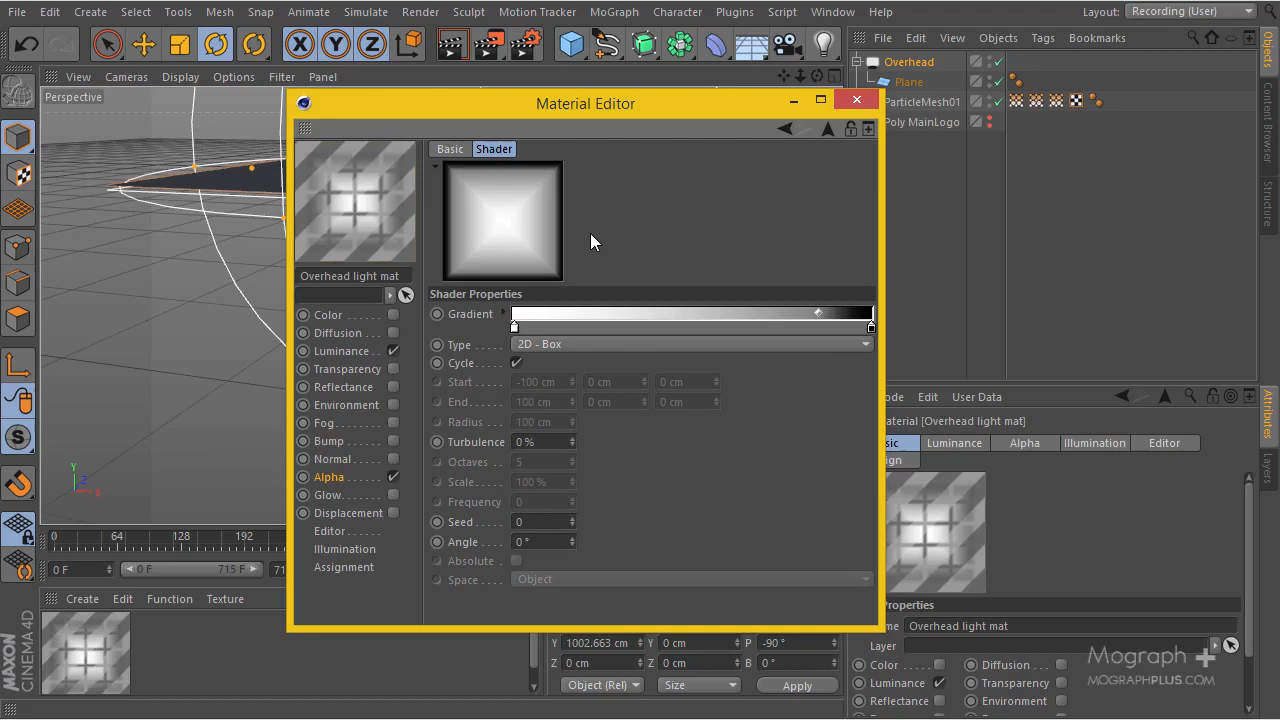 File Edit Create Select Tools Mesh Snap Animate Simulate Render Sculpt Motion Tracker MoGraph Character Plugins Script Window Help Layout: Recording (User)
X Y Z
File Edit View Objects Tags Bookmarks
View Cameras Display Options Filter Panel
Overhead
Plane
Perspective
ParticleMesh01
Poly MainLogo
Objects
Content Browser
Structure
Material Editor
Basic Shader
Overhead light mat
Shader Properties
Gradient
Type 2D - Box
Cycle
Start -100 cm 0 cm 0 cm
End 100 cm 0 cm 0 cm
Radius 100 cm
Turbulence 0 %
Octaves 5
Scale 100 %
Frequency 0
Seed 0
Angle 0 °
Absolute
Space Object
Color
Diffusion
Luminance
Transparency
Reflectance
Environment
Fog
Bump
Normal
Alpha
Glow
Displacement
Editor
Illumination
Assignment
ode Edit User Data
aterial [Overhead light mat]
sic Luminance Alpha Illumination Editor
ign
Attributes
Layers
Properties
me Overhead light mat
Layer
Color Diffusion
Luminance Transparency
Reflectance Environment
Y
Z
X
0 64 128 192
0 F 0 F 715 F 71
Create Edit Function Texture
Y 1002.663 cm Y 0 cm P -90 °
Z 0 cm Z 0 cm B 0 °
Object (Rel) Size Apply
MAXON
CINEMA 4D
Mograph
MOGRAPHPLUS.COM